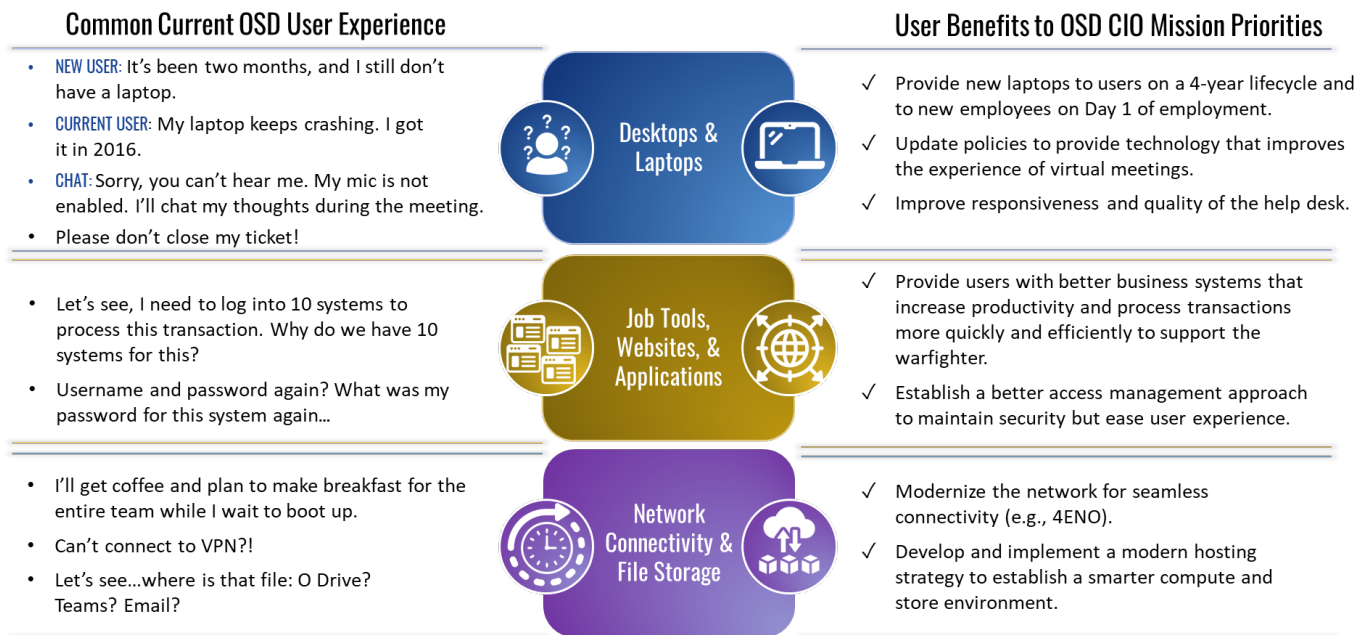 Common Current OSD User Experience
User Benefits to OSD CIO Mission Priorities
• NEW USER: It's been two months, and I still don't
have a laptop.
• CURRENT USER: My laptop keeps crashing. I got
it in 2016.
• CHAT: Sorry, you can't hear me. My mic is not
enabled. I'll chat my thoughts during the meeting.
• Please don't close my ticket!
? ? ? ? ?
Desktops &
Laptops
✓ Provide new laptops to users on a 4-year lifecycle and
to new employees on Day 1 of employment.
✓ Update policies to provide technology that improves
the experience of virtual meetings.
✓ Improve responsiveness and quality of the help desk.
• Let's see, I need to log into 10 systems to
process this transaction. Why do we have 10
systems for this?
• Username and password again? What was my
password for this system again…
Job Tools,
Websites, &
Applications
✓ Provide users with better business systems that
increase productivity and process transactions
more quickly and efficiently to support the
warfighter.
✓ Establish a better access management approach
to maintain security but ease user experience.
• I'll get coffee and plan to make breakfast for the
entire team while I wait to boot up.
• Can't connect to VPN?!
• Let's see...where is that file: O Drive?
Teams? Email?
Network
Connectivity &
File Storage
✓ Modernize the network for seamless
connectivity (e.g., 4ENO).
✓ Develop and implement a modern hosting
strategy to establish a smarter compute and
store environment.